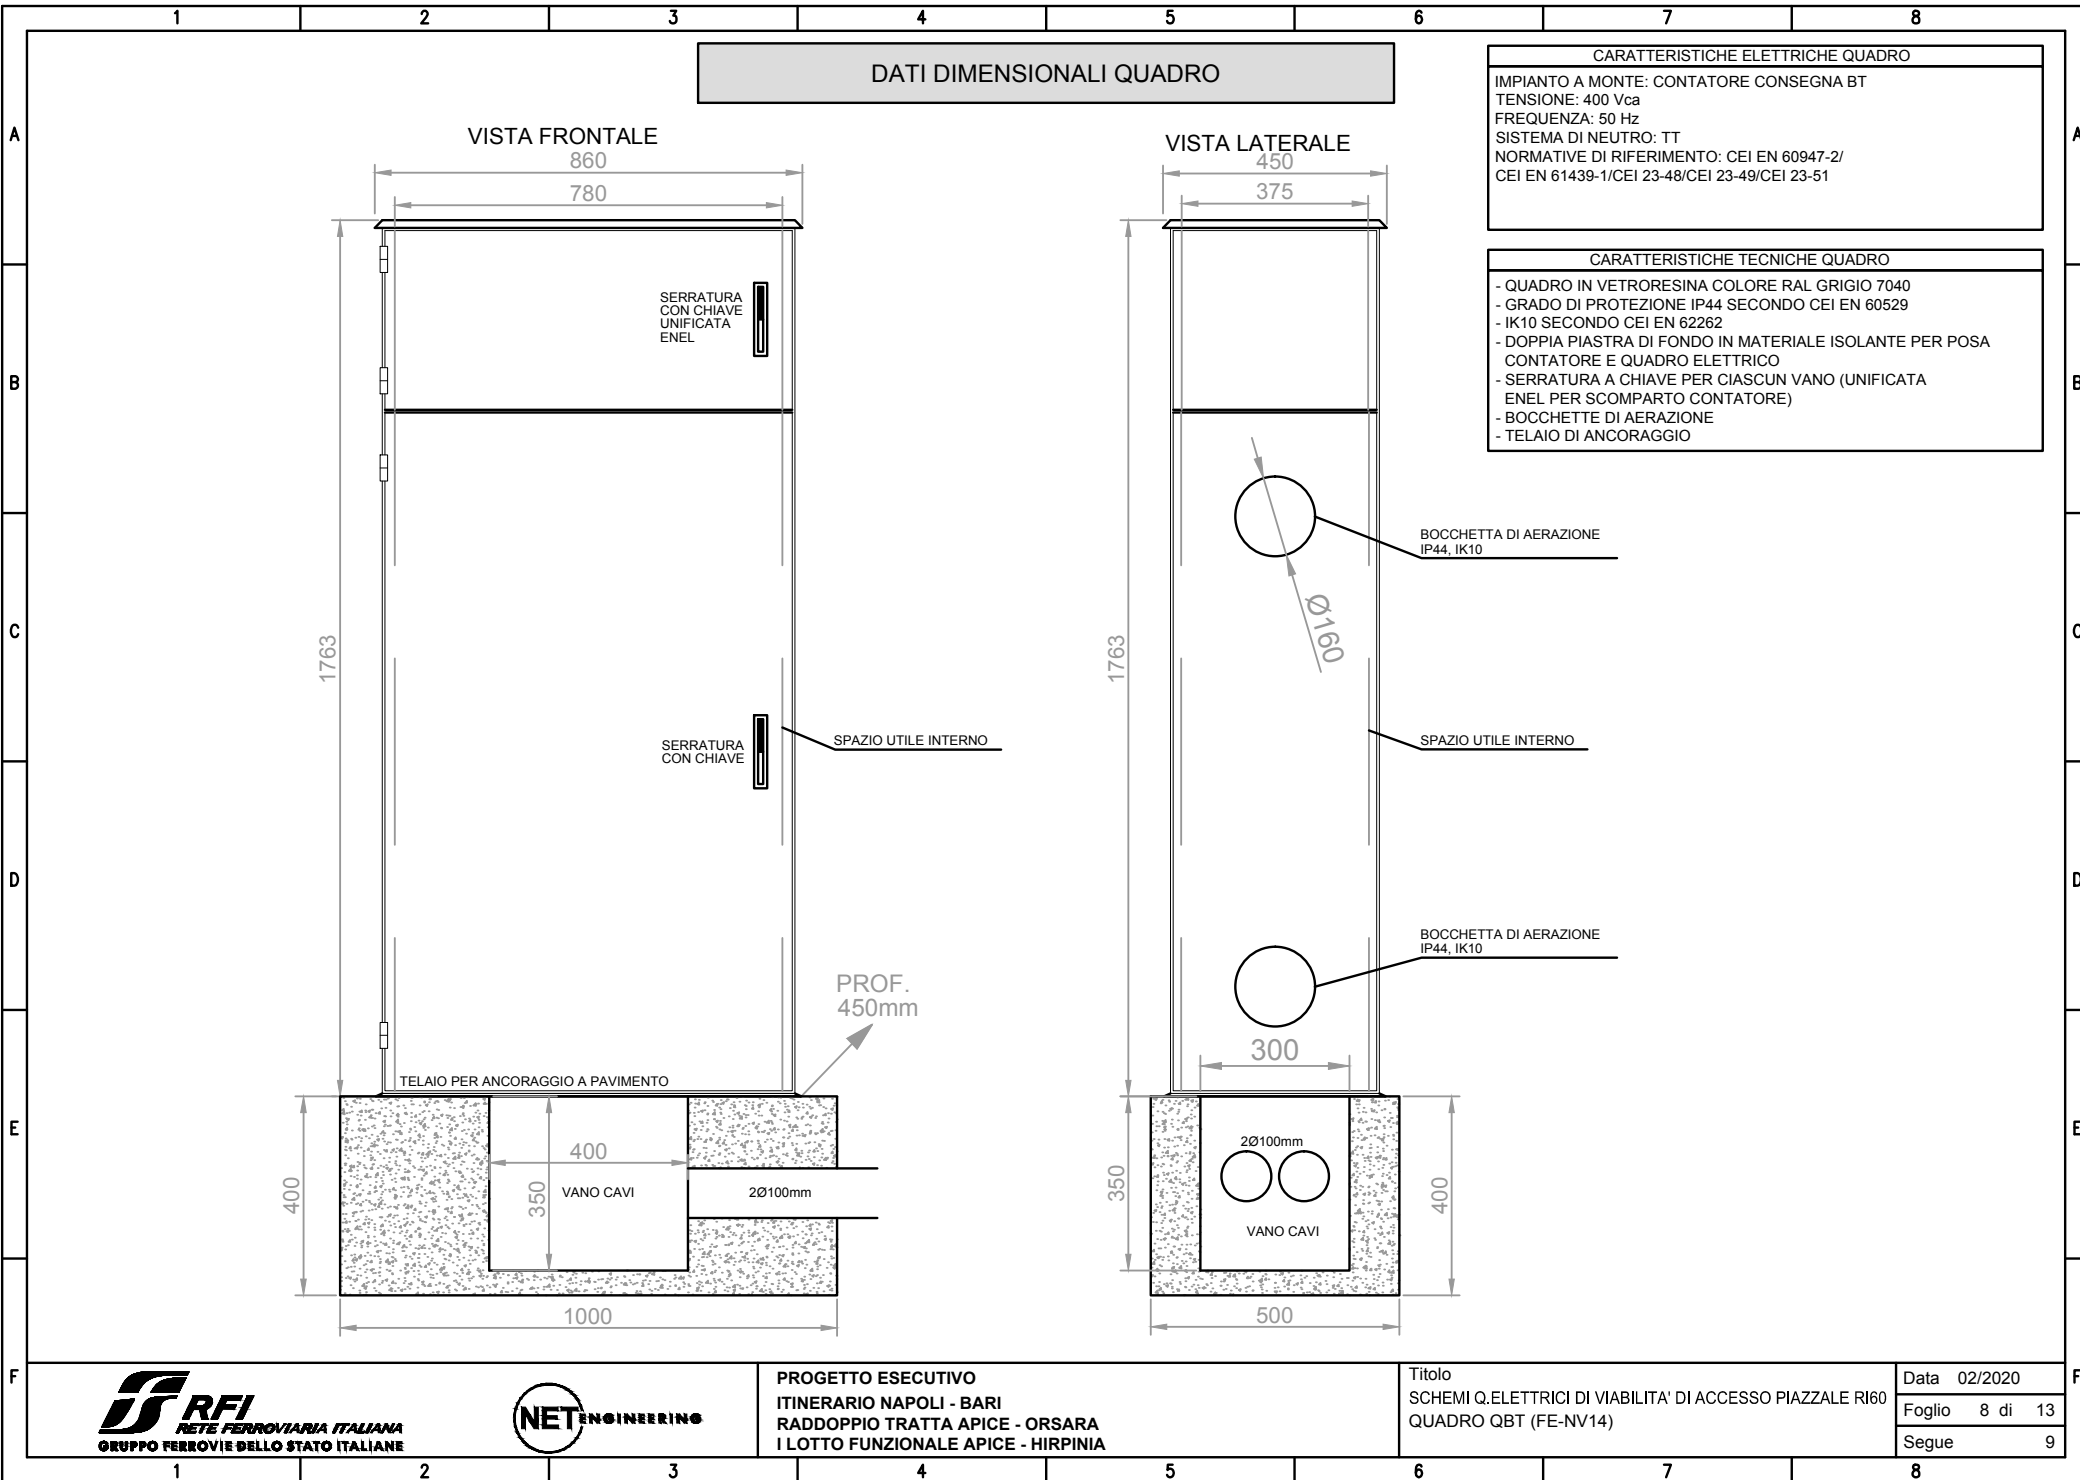 1 2 3 4 5 6 7 8
DATI DIMENSIONALI QUADRO
CARATTERISTICHE ELETTRICHE QUADRO
IMPIANTO A MONTE: CONTATORE CONSEGNA BT
TENSIONE: 400 Vca
FREQUENZA: 50 Hz
SISTEMA DI NEUTRO: TT
NORMATIVE DI RIFERIMENTO: CEI EN 60947-2/
CEI EN 61439-1/CEI 23-48/CEI 23-49/CEI 23-51
CARATTERISTICHE TECNICHE QUADRO
- QUADRO IN VETRORESINA COLORE RAL GRIGIO 7040
- GRADO DI PROTEZIONE IP44 SECONDO CEI EN 60529
- IK10 SECONDO CEI EN 62262
- DOPPIA PIASTRA DI FONDO IN MATERIALE ISOLANTE PER POSA
CONTATORE E QUADRO ELETTRICO
- SERRATURA A CHIAVE PER CIASCUN VANO (UNIFICATA
ENEL PER SCOMPARTO CONTATORE)
- BOCCHETTE DI AERAZIONE
- TELAIO DI ANCORAGGIO
A
B
C
D
E
F
A
B
C
D
E
F
VISTA FRONTALE
860
780
SERRATURA
CON CHIAVE
UNIFICATA
ENEL
1763
SERRATURA
CON CHIAVE
SPAZIO UTILE INTERNO
PROF.
450mm
TELAIO PER ANCORAGGIO A PAVIMENTO
400
400
350
VANO CAVI
2Ø100mm
1000
VISTA LATERALE
450
375
BOCCHETTA DI AERAZIONE
IP44, IK10
Ø160
1763
SPAZIO UTILE INTERNO
BOCCHETTA DI AERAZIONE
IP44, IK10
300
2Ø100mm
350
VANO CAVI
400
500
RFI
RETE FERROVIARIA ITALIANA
GRUPPO FERROVIE DELLO STATO ITALIANE
NET ENGINEERING
PROGETTO ESECUTIVO
ITINERARIO NAPOLI - BARI
RADDOPPIO TRATTA APICE - ORSARA
I LOTTO FUNZIONALE APICE - HIRPINIA
Titolo
SCHEMI Q.ELETTRICI DI VIABILITA' DI ACCESSO PIAZZALE RI60
QUADRO QBT (FE-NV14)
Data 02/2020
Foglio 8 di 13
Segue 9
1 2 3 4 5 6 7 8